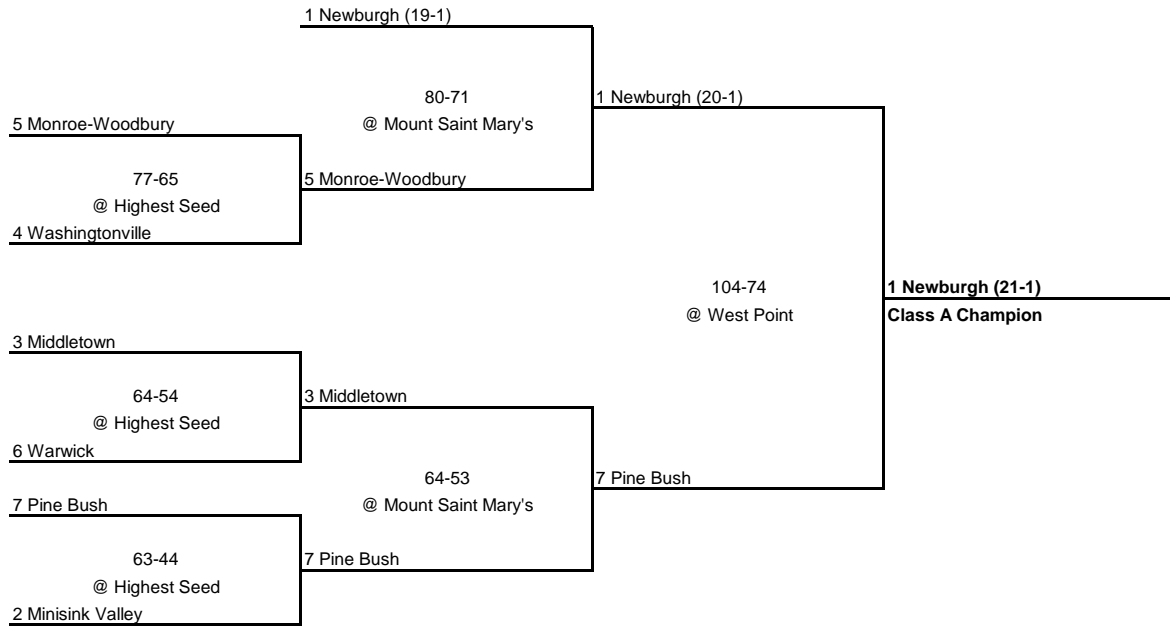 1 Newburgh (19-1)
80-71
@ Mount Saint Mary's
1 Newburgh (20-1)
5 Monroe-Woodbury
77-65
@ Highest Seed
5 Monroe-Woodbury
4 Washingtonville
104-74
@ West Point
1 Newburgh (21-1)
Class A Champion
3 Middletown
64-54
@ Highest Seed
3 Middletown
6 Warwick
64-53
@ Mount Saint Mary's
7 Pine Bush
7 Pine Bush
63-44
@ Highest Seed
7 Pine Bush
2 Minisink Valley